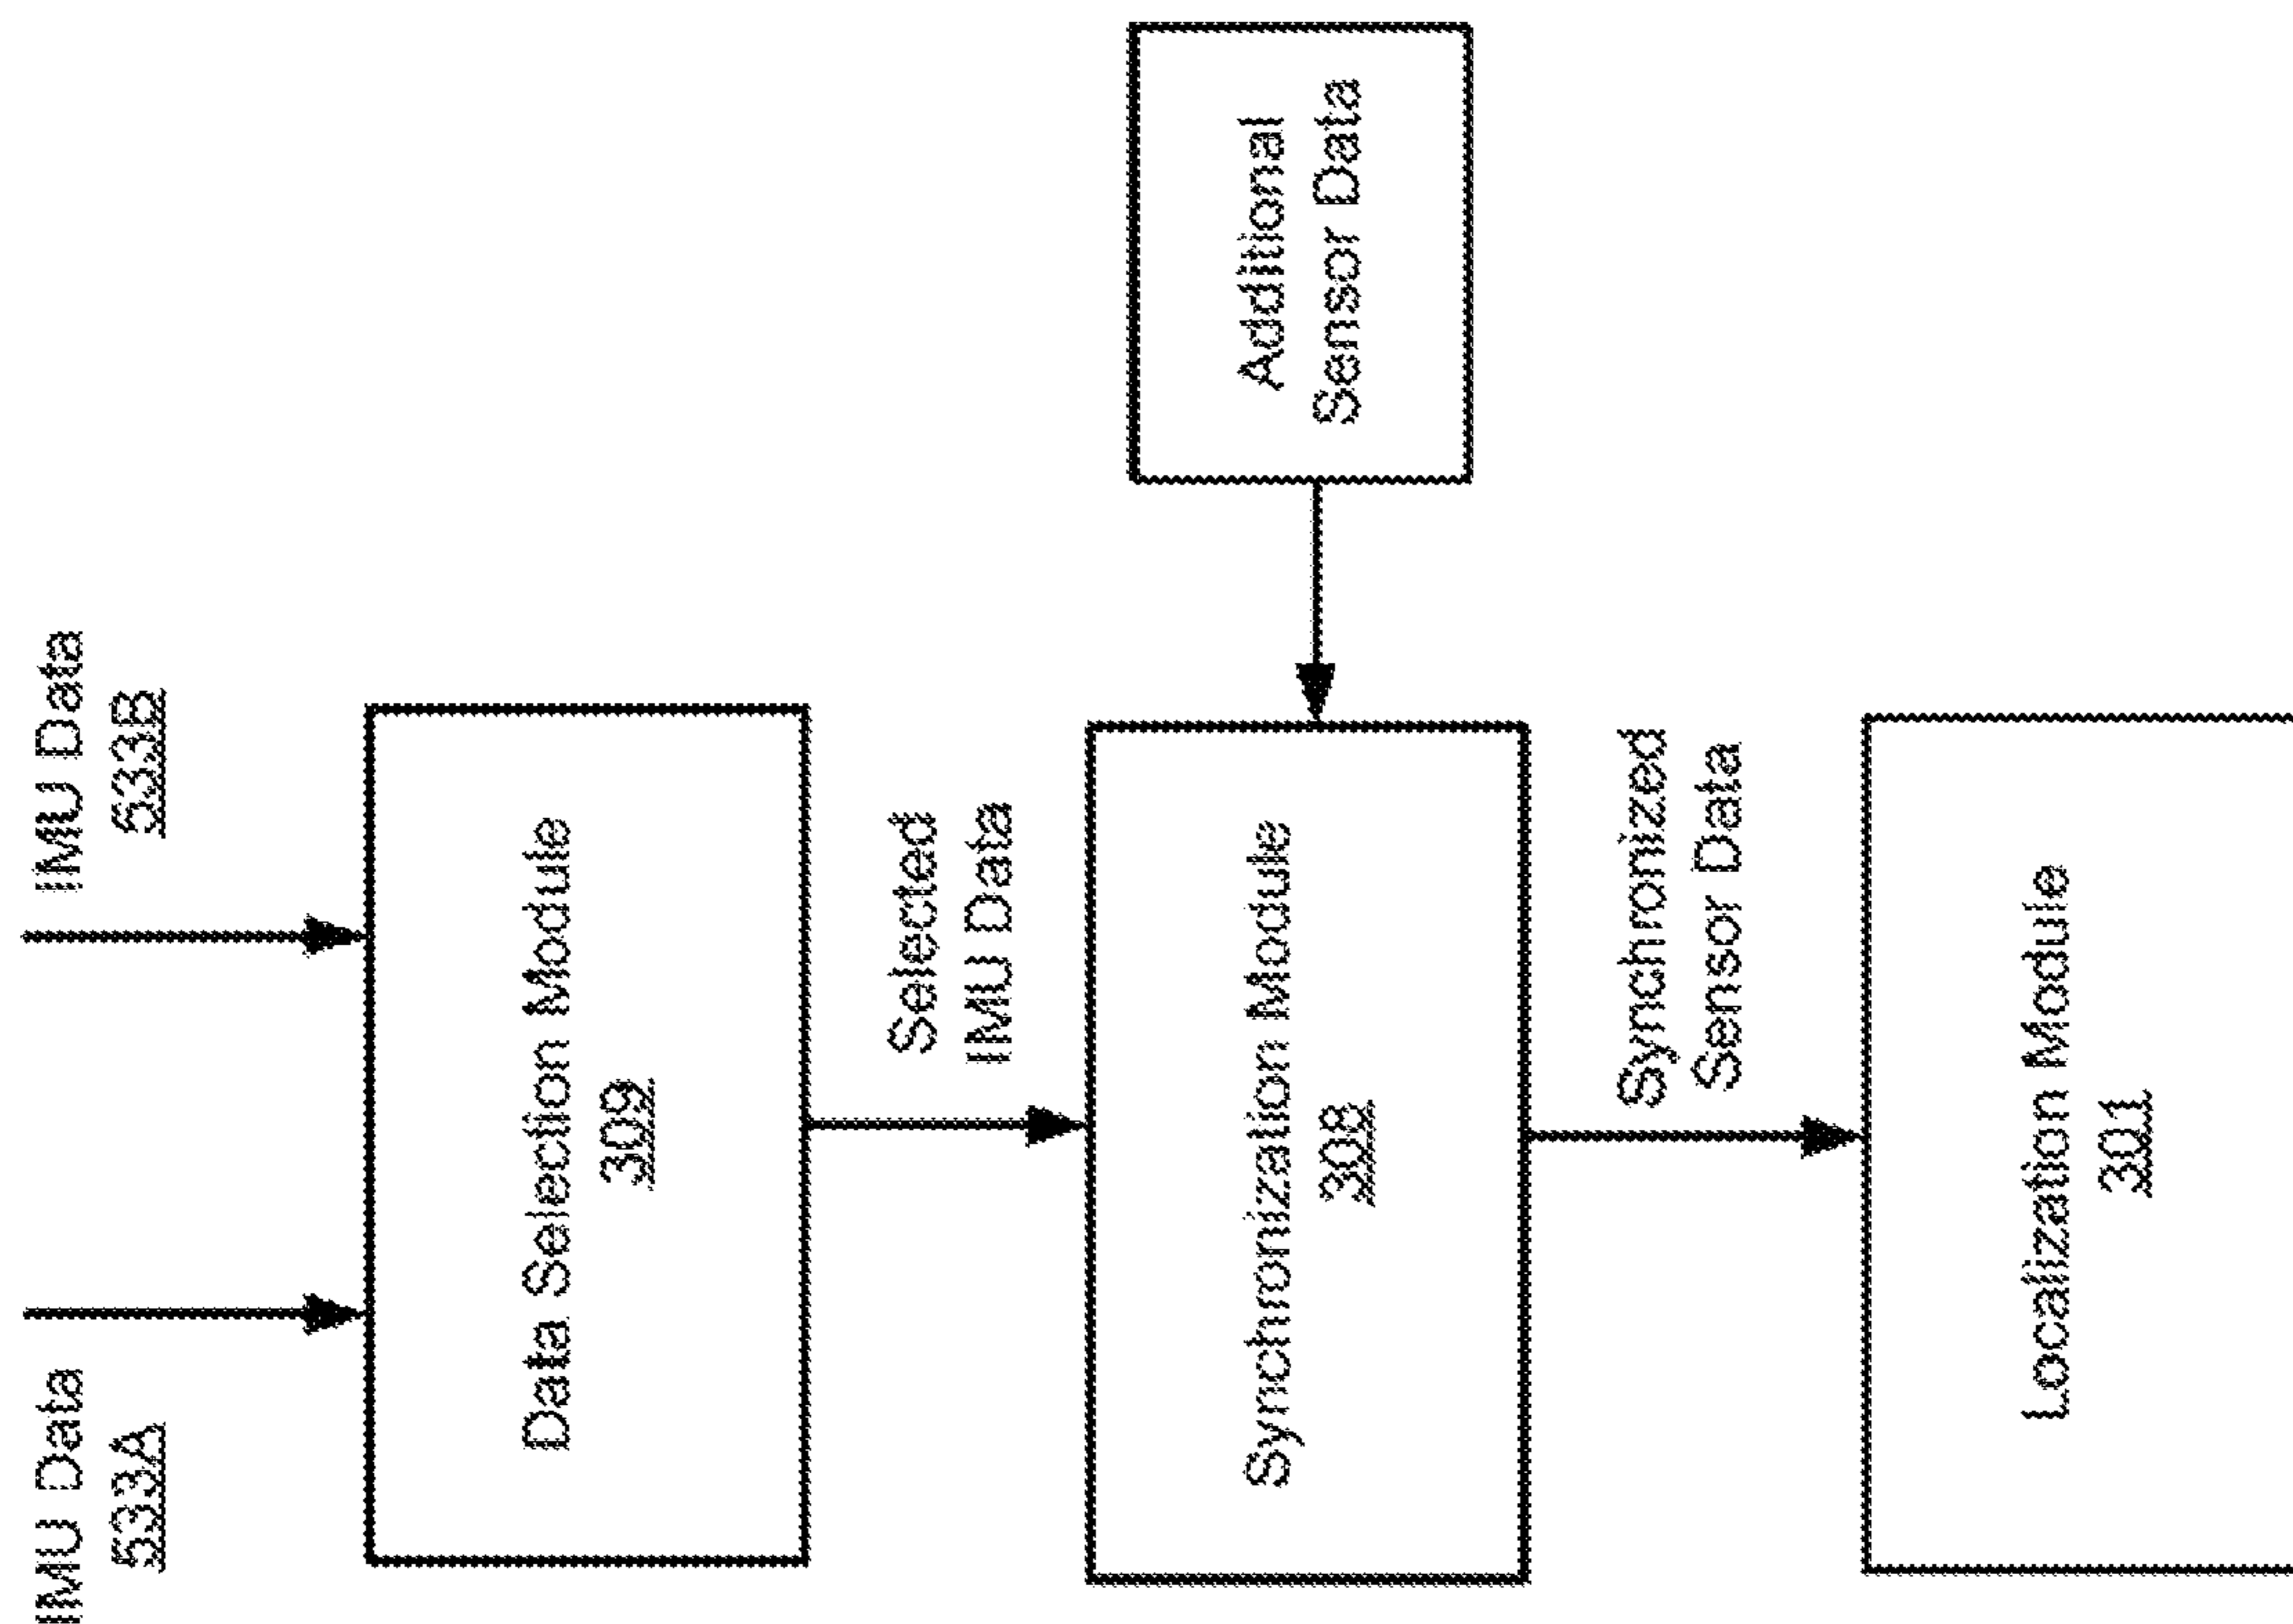 IMU Data
533A
IMU Data
533B
Data Selection Module
309
Selected
IMU Data
Additional
Sensor Data
Synchronization Module
308
Synchronized
Sensor Data
Localization Module
301